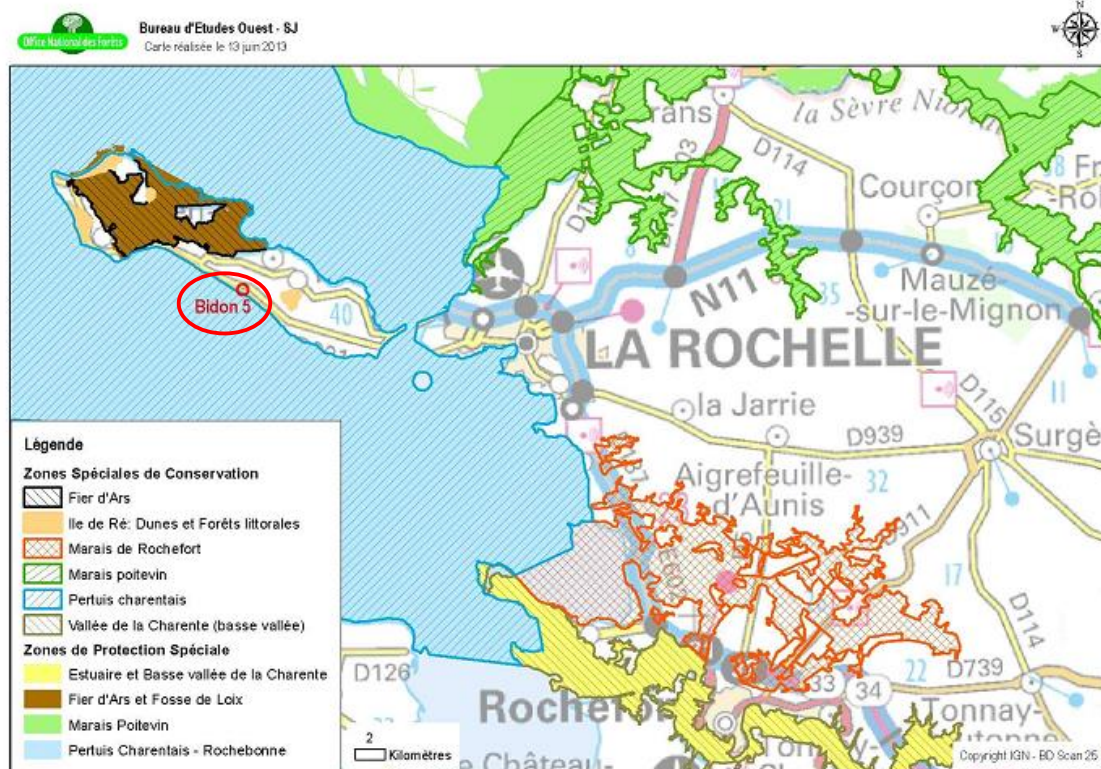 Office National des Forêts
Bureau d'Etudes Ouest - SJ
Carte réalisée le 13 juin 2013
N
W
E
S
la Sèvre
D114
Courçon
21
N11
35
Mauzé
-sur-le-Mignon
Bidon 5
40
LA ROCHELLE
11
la Jarrie
D115
D939
Surgè
Aigrefeuille-
d'Aunis
32
17
D114
D126
22
D739
33
34
Tonnay-
Légende
Zones Spéciales de Conservation
Fier d'Ars
Ile de Ré: Dunes et Forêts littorales
Marais de Rochefort
Marais poitevin
Pertuis charentais
Vallée de la Charente (basse vallée)
Zones de Protection Spéciale
Estuaire et Basse vallée de la Charente
Fier d'Ars et Fosse de Loix
Marais Poitevin
Pertuis Charentais - Rochebonne
2
Kilomètres
Château-
Copyright IGN - BD Scan 25